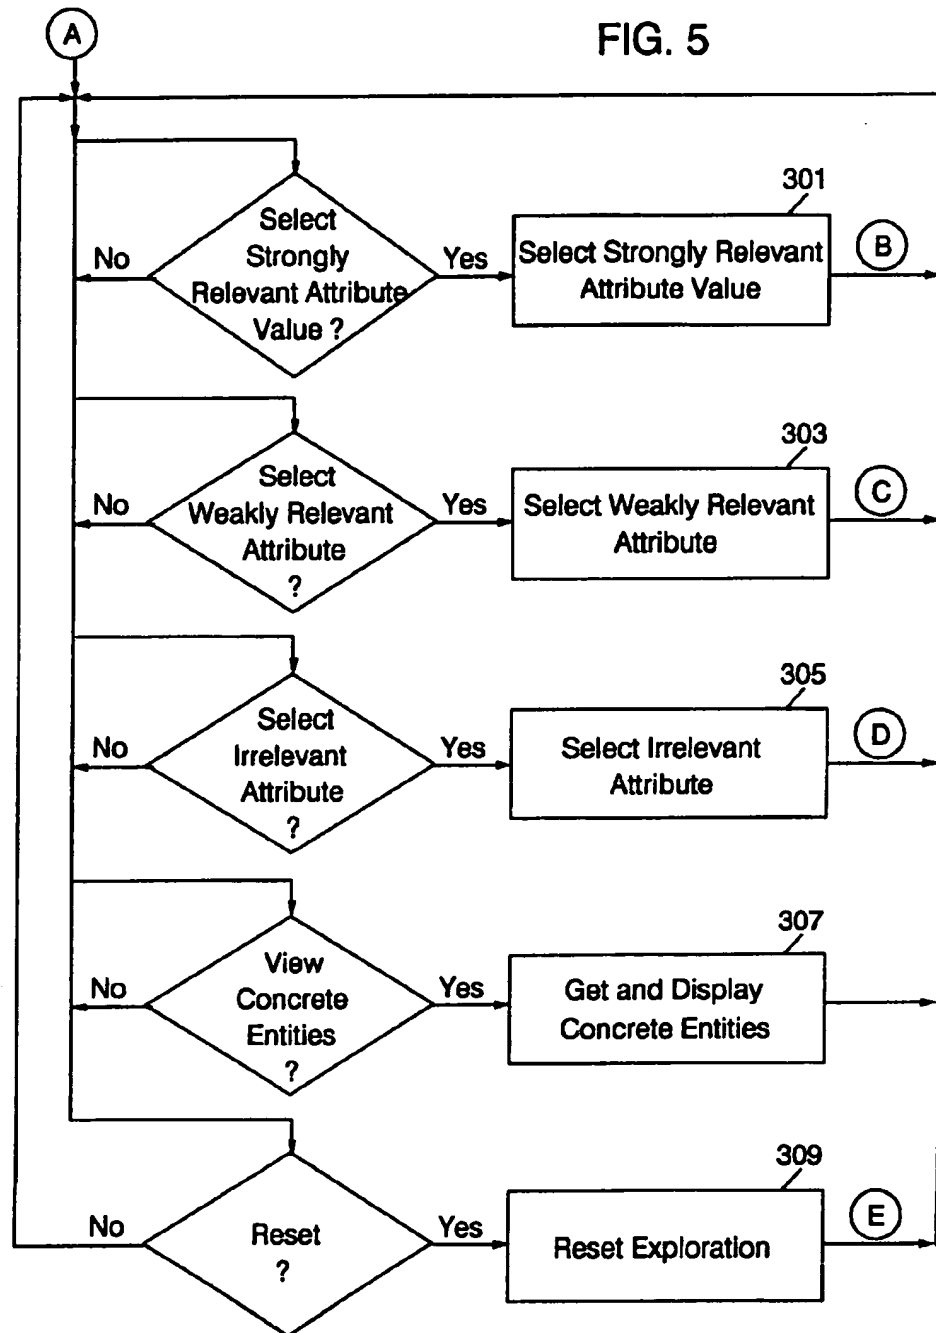 A
FIG. 5
Select
Strongly
Relevant Attribute
Value ?
No
Yes
301
Select Strongly Relevant
Attribute Value
B
Select
Weakly Relevant
Attribute
?
No
Yes
303
Select Weakly Relevant
Attribute
C
Select
Irrelevant
Attribute
?
No
Yes
305
Select Irrelevant
Attribute
D
View
Concrete
Entities
?
No
Yes
307
Get and Display
Concrete Entities
Reset
?
No
Yes
309
Reset Exploration
E